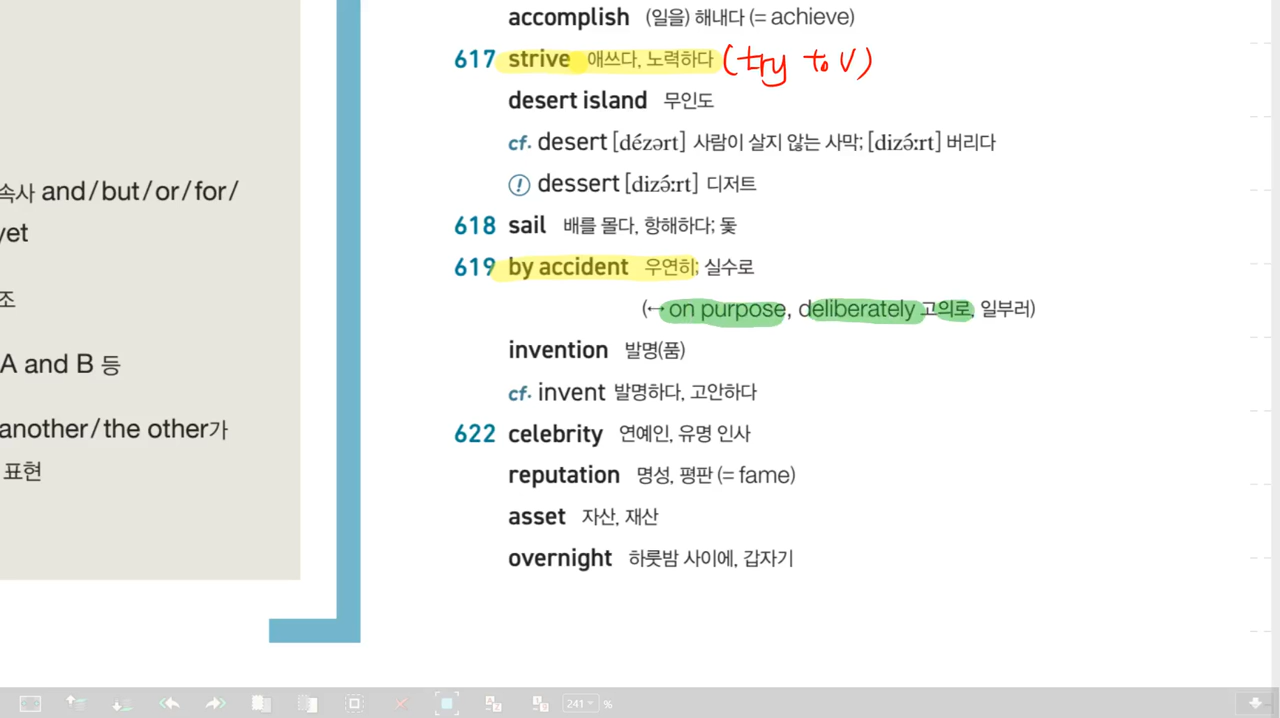 속사 and/but/or/for/
yet
조
A and B 등
another/the other가
표현
accomplish (일을) 해내다 (= achieve)
617 strive 애쓰다, 노력하다 (try to V)
desert island 무인도
cf. desert [dézərt] 사람이 살지 않는 사막; [dizə́ːrt] 버리다
! dessert [dizə́ːrt] 디저트
618 sail 배를 몰다, 항해하다; 돛
619 by accident 우연히; 실수로
(↔ on purpose, deliberately 고의로, 일부러)
invention 발명(품)
cf. invent 발명하다, 고안하다
622 celebrity 연예인, 유명 인사
reputation 명성, 평판 (= fame)
asset 자산, 재산
overnight 하룻밤 사이에, 갑자기
241 %